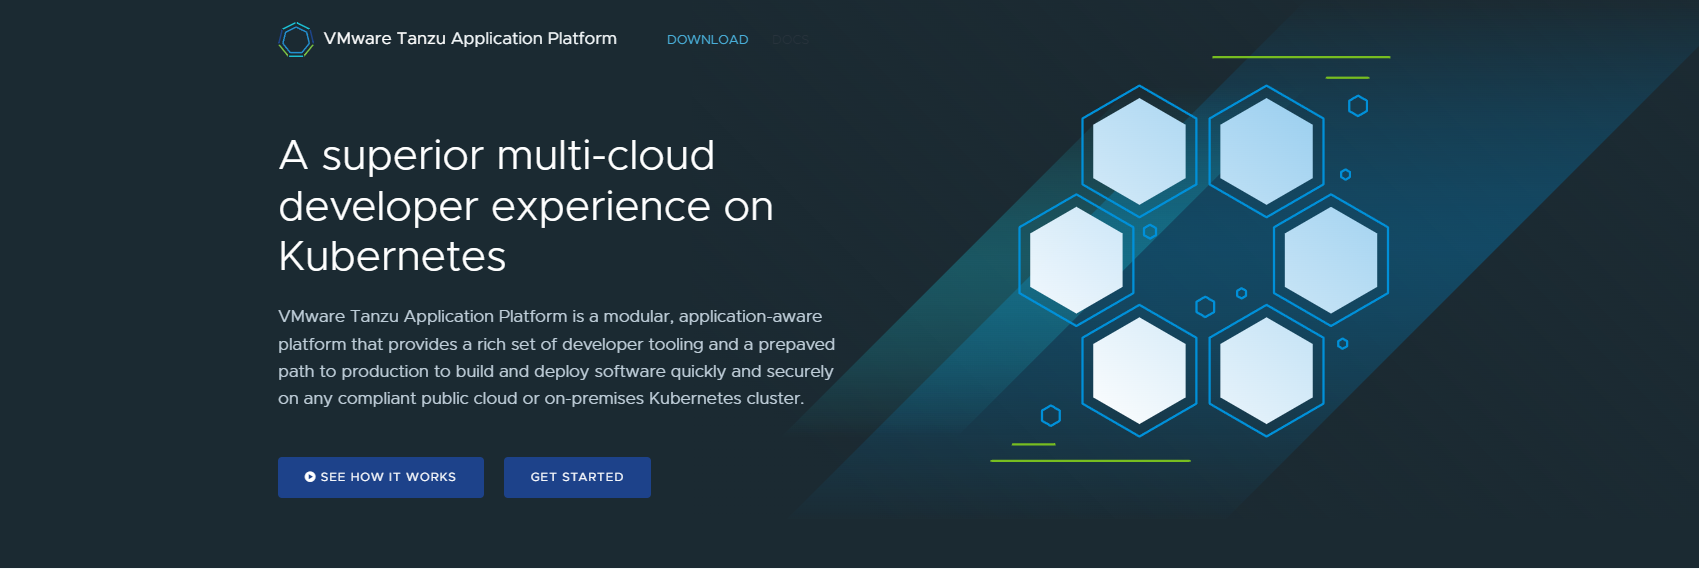 VMware Tanzu Application Platform
DOWNLOAD
DOCS
A superior multi-cloud
developer experience on
Kubernetes
VMware Tanzu Application Platform is a modular, application-aware
platform that provides a rich set of developer tooling and a prepaved
path to production to build and deploy software quickly and securely
on any compliant public cloud or on-premises Kubernetes cluster.
SEE HOW IT WORKS
GET STARTED